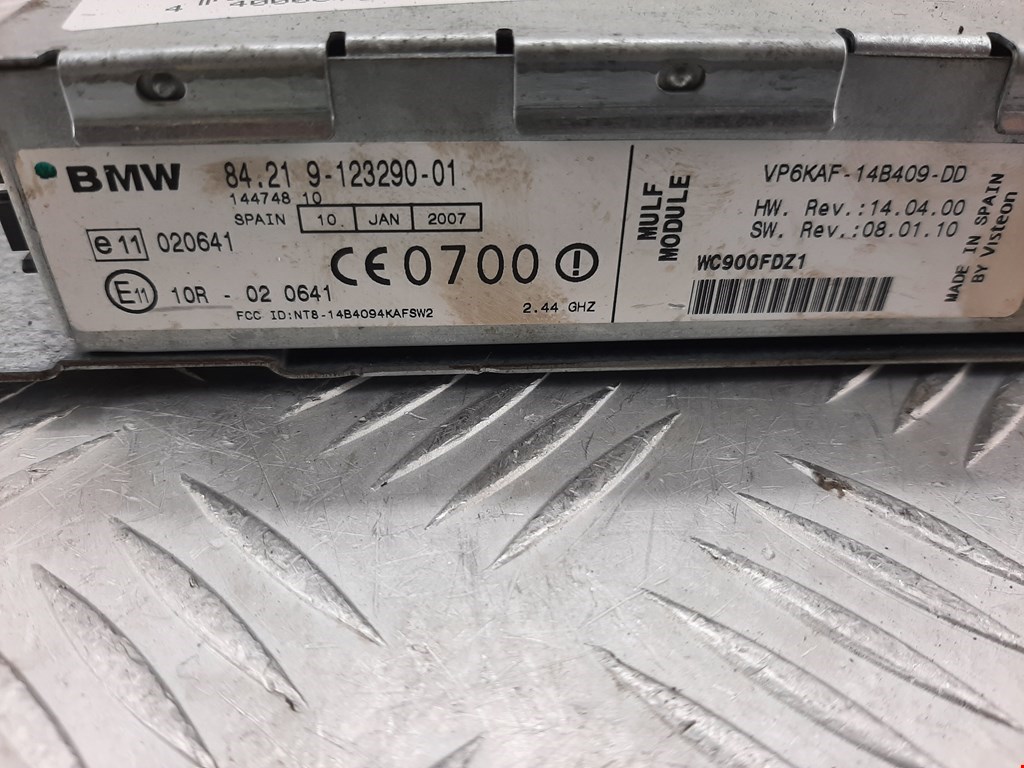 BMW 84.21 9-123290-01
144748 10
SPAIN 10. JAN 2007
e11 020641
CE 0700
E11 10R - 02 0641
FCC ID:NT8-14B4094KAFSW2 2.44 GHZ
MULF
MODULE
VP6KAF-14B409-DD
HW. Rev.:14.04.00
SW. Rev.:08.01.10
WC900FDZ1
MADE IN SPAIN
BY Visteon